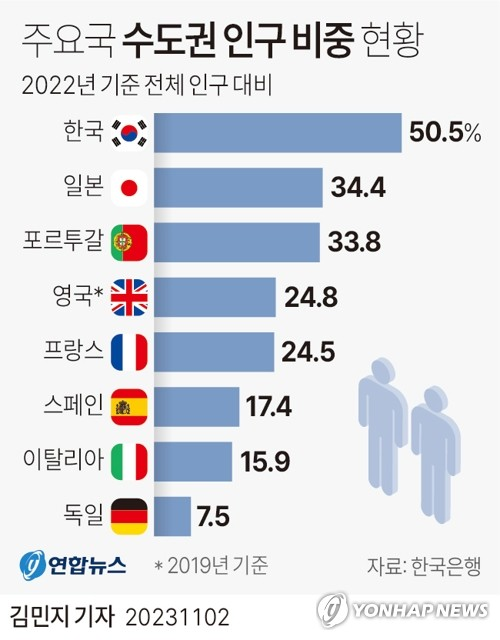 주요국 수도권 인구 비중 현황
2022년 기준 전체 인구 대비
한국 50.5%
일본 34.4
포르투갈 33.8
영국* 24.8
프랑스 24.5
스페인 17.4
이탈리아 15.9
독일 7.5
연합뉴스 * 2019년 기준 자료: 한국은행
김민지 기자 20231102 YONHAP NEWS